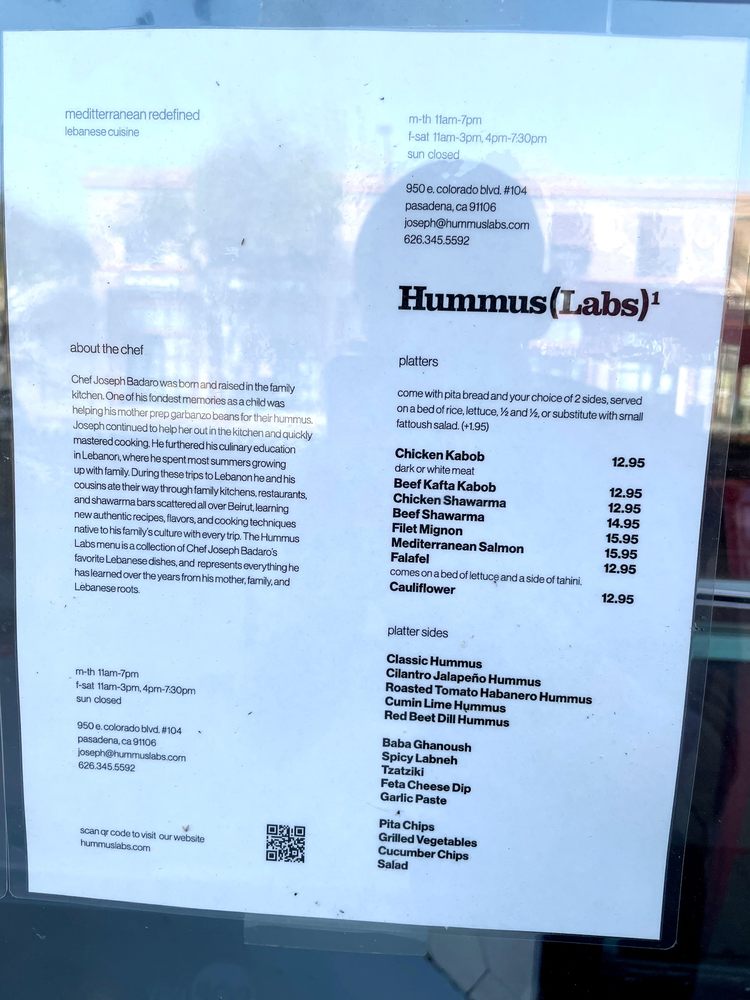 meditterranean redefined
lebanese cuisine
about the chef
Chef Joseph Badaro was born and raised in the family
kitchen. One of his fondest memories as a child was
helping his mother prep garbanzo beans for their hummus.
Joseph continued to help her out in the kitchen and quickly
mastered cooking. He furthered his culinary education
in Lebanon, where he spent most summers growing
up with family. During these trips to Lebanon he and his
cousins ate their way through family kitchens, restaurants,
and shawarma bars scattered all over Beirut, learning
new authentic recipes, flavors, and cooking techniques
native to his family's culture with every trip. The Hummus
Labs menu is a collection of Chef Joseph Badaro's
favorite Lebanese dishes, and represents everything he
has learned over the years from his mother, family, and
Lebanese roots.
m-th 11am-7pm
f-sat 11am-3pm, 4pm-7:30pm
sun closed
950 e. colorado blvd. #104
pasadena, ca 91106
joseph@hummuslabs.com
626.345.5592
scan qr code to visit our website
hummuslabs.com
m-th 11am-7pm
f-sat 11am-3pm, 4pm-7:30pm
sun closed
950 e. colorado blvd. #104
pasadena, ca 91106
joseph@hummuslabs.com
626.345.5592
Hummus(Labs)¹
platters
come with pita bread and your choice of 2 sides, served
on a bed of rice, lettuce, ½ and ½, or substitute with small
fattoush salad. (+1.95)
Chicken Kabob 12.95
dark or white meat
Beef Kafta Kabob 12.95
Chicken Shawarma 12.95
Beef Shawarma 14.95
Filet Mignon 15.95
Mediterranean Salmon 15.95
Falafel 12.95
comes on a bed of lettuce and a side of tahini.
Cauliflower 12.95
platter sides
Classic Hummus
Cilantro Jalapeño Hummus
Roasted Tomato Habanero Hummus
Cumin Lime Hummus
Red Beet Dill Hummus
Baba Ghanoush
Spicy Labneh
Tzatziki
Feta Cheese Dip
Garlic Paste
Pita Chips
Grilled Vegetables
Cucumber Chips
Salad